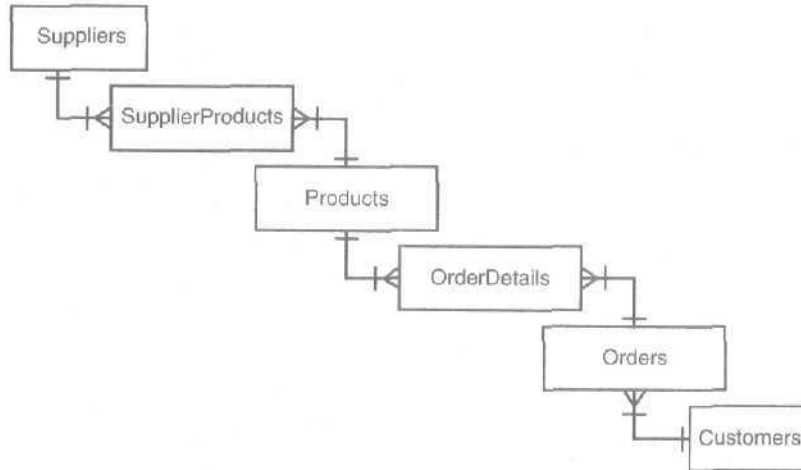 Suppliers
SupplierProducts
Products
OrderDetails
Orders
Customers